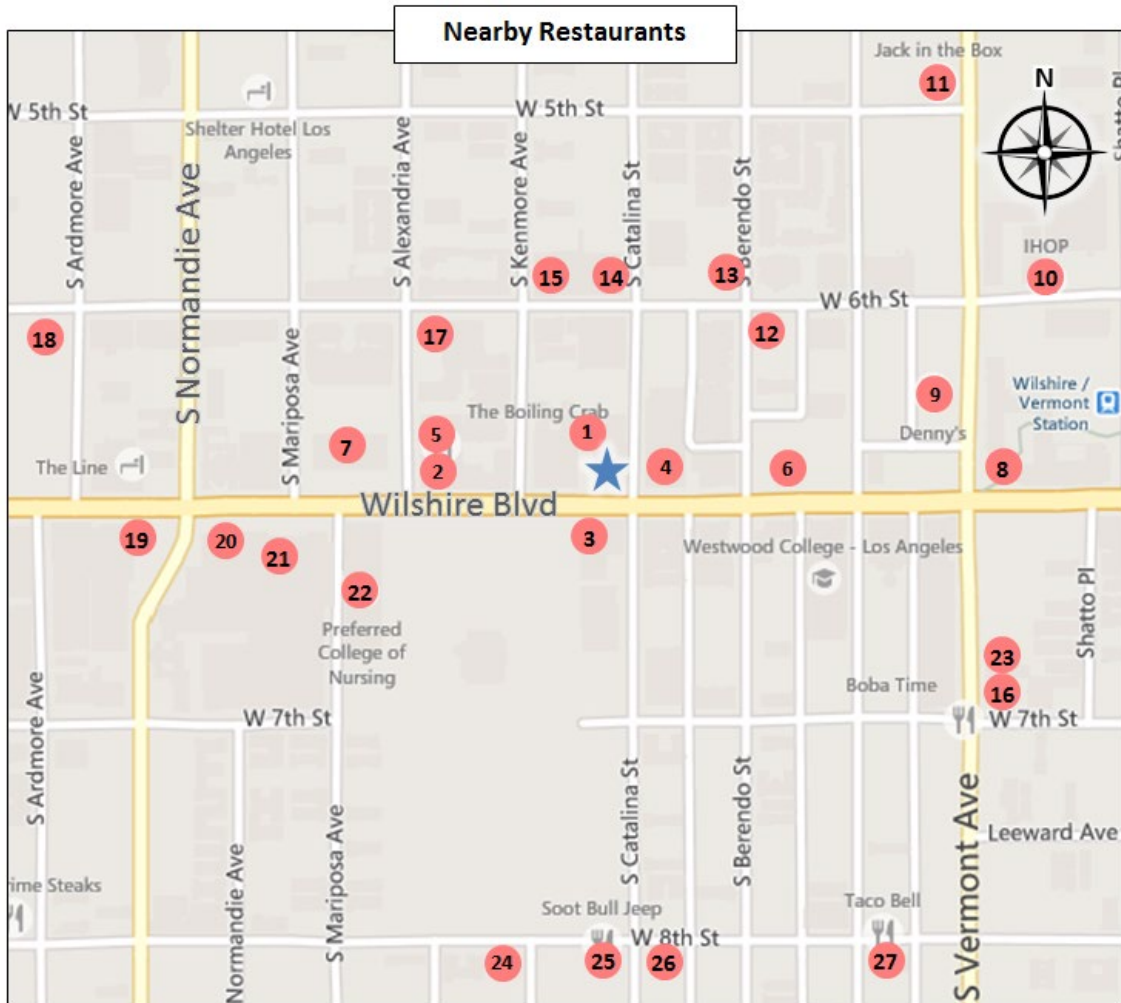 Nearby Restaurants
Jack in the Box
11
N
W 5th St
W 5th St
Shatto Pl
Shelter Hotel Los
Angeles
S Ardmore Ave
S Normandie Ave
S Alexandria Ave
S Kenmore Ave
S Catalina St
S Berendo St
IHOP
15
14
13
10
W 6th St
18
17
12
S Mariposa Ave
9
Wilshire /
Vermont
Station
The Boiling Crab
5
1
Denny's
7
The Line
2
4
6
8
Wilshire Blvd
19
20
3
21
Westwood College - Los Angeles
22
Preferred
College of
Nursing
Shatto Pl
23
Boba Time
16
W 7th St
W 7th St
S Ardmore Ave
S Mariposa Ave
S Catalina St
S Berendo St
S Vermont Ave
Leeward Ave
ime Steaks
Normandie Ave
Soot Bull Jeep
Taco Bell
W 8th St
24
25
26
27